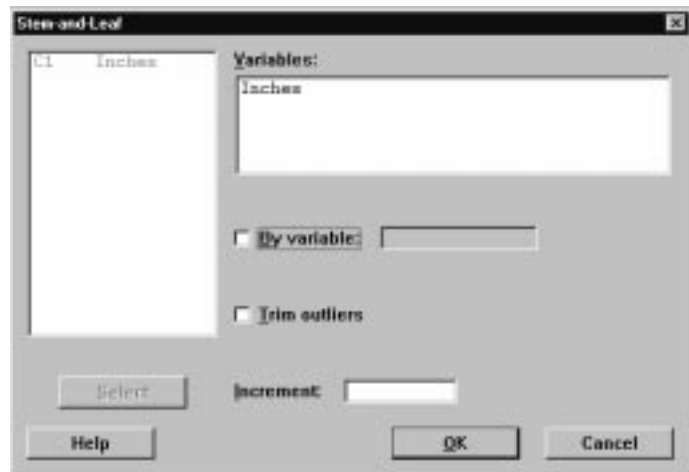 Stem-and-Leaf
C1 Inches
Variables:
Inches
By variable:
Trim outliers
Select
Increment:
Help
OK
Cancel